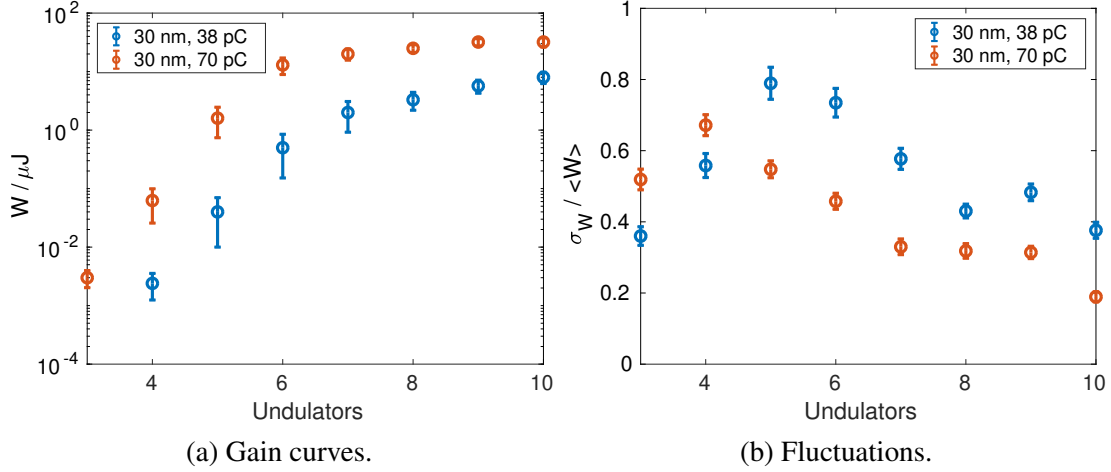 W / μJ
10^2
10^0
10^-2
10^-4
30 nm, 38 pC
30 nm, 70 pC
4
6
8
10
Undulators
(a) Gain curves.
σ_W / <W>
1
0.8
0.6
0.4
0.2
0
30 nm, 38 pC
30 nm, 70 pC
4
6
8
10
Undulators
(b) Fluctuations.